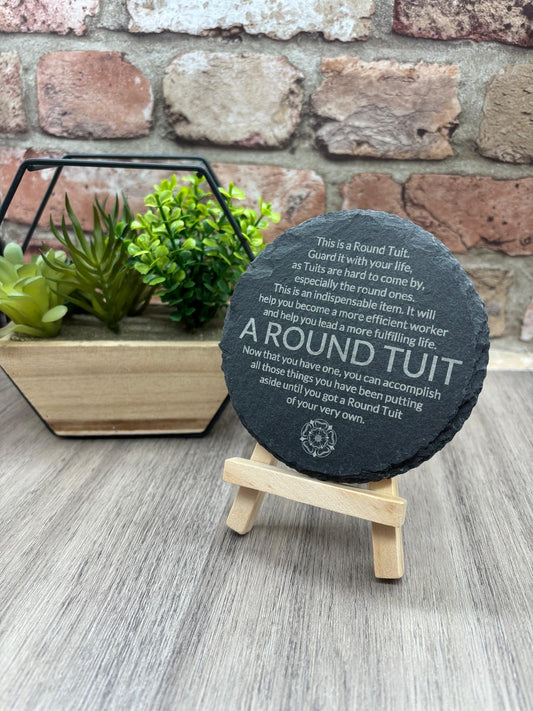 This is a Round Tuit.
Guard it with your life,
as Tuits are hard to come by,
especially the round ones.
This is an indispensable item. It will
help you become a more efficient worker
and help you lead a more fulfilling life.
A ROUND TUIT
Now that you have one, you can accomplish
all those things you have been putting
aside until you got a Round Tuit
of your very own.